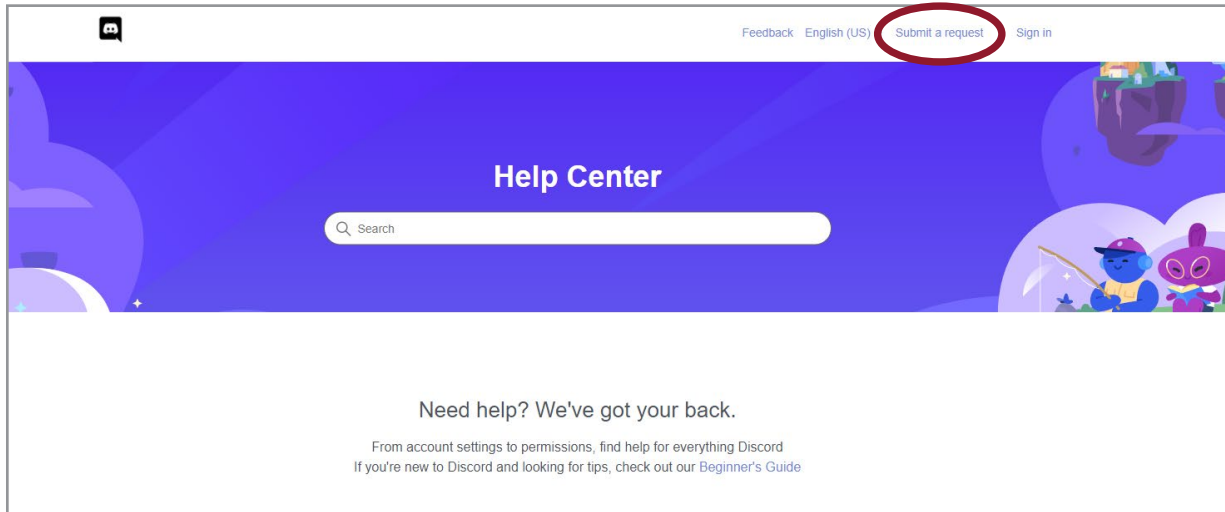 Feedback English (US) Submit a request Sign in
Help Center
Search
Need help? We've got your back.
From account settings to permissions, find help for everything Discord
If you're new to Discord and looking for tips, check out our Beginner's Guide